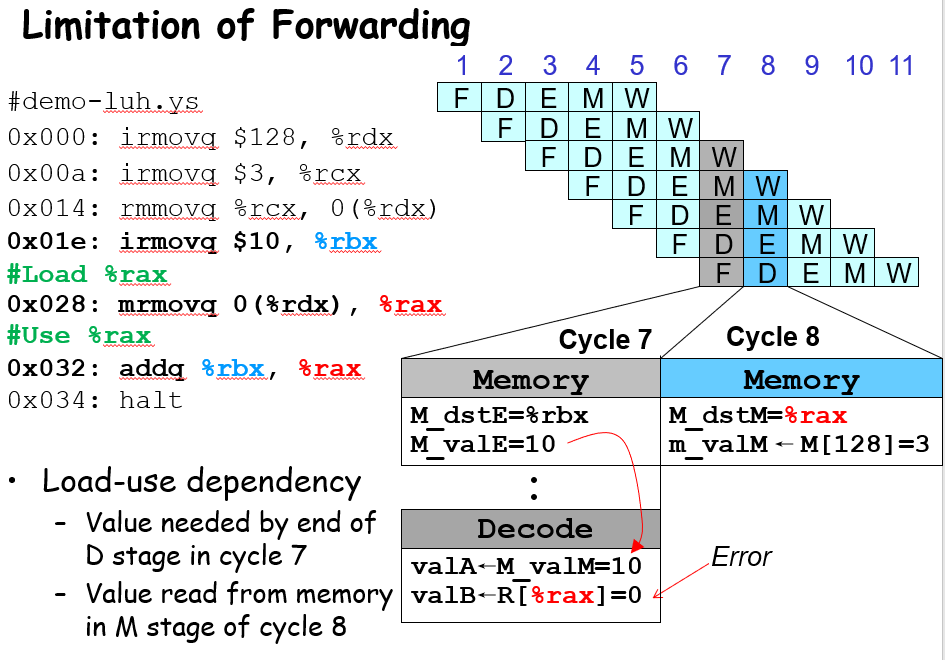 Limitation of Forwarding
1 2 3 4 5 6 7 8 9 10 11
#demo-luh.ys
0x000: irmovq $128, %rdx
0x00a: irmovq $3, %rcx
0x014: rmmovq %rcx, 0(%rdx)
0x01e: irmovq $10, %rbx
#Load %rax
0x028: mrmovq 0(%rdx), %rax
#Use %rax
0x032: addq %rbx, %rax
0x034: halt
F D E M W
F D E M W
F D E M W
F D E M W
F D E M W
F D E M W
F D E M W
Cycle 7
Cycle 8
Memory
M_dstE=%rbx
M_valE=10
Memory
M_dstM=%rax
m_valM ← M[128]=3
:
Decode
valA←M_valM=10
valB←R[%rax]=0
Error
• Load-use dependency
– Value needed by end of
D stage in cycle 7
– Value read from memory
in M stage of cycle 8